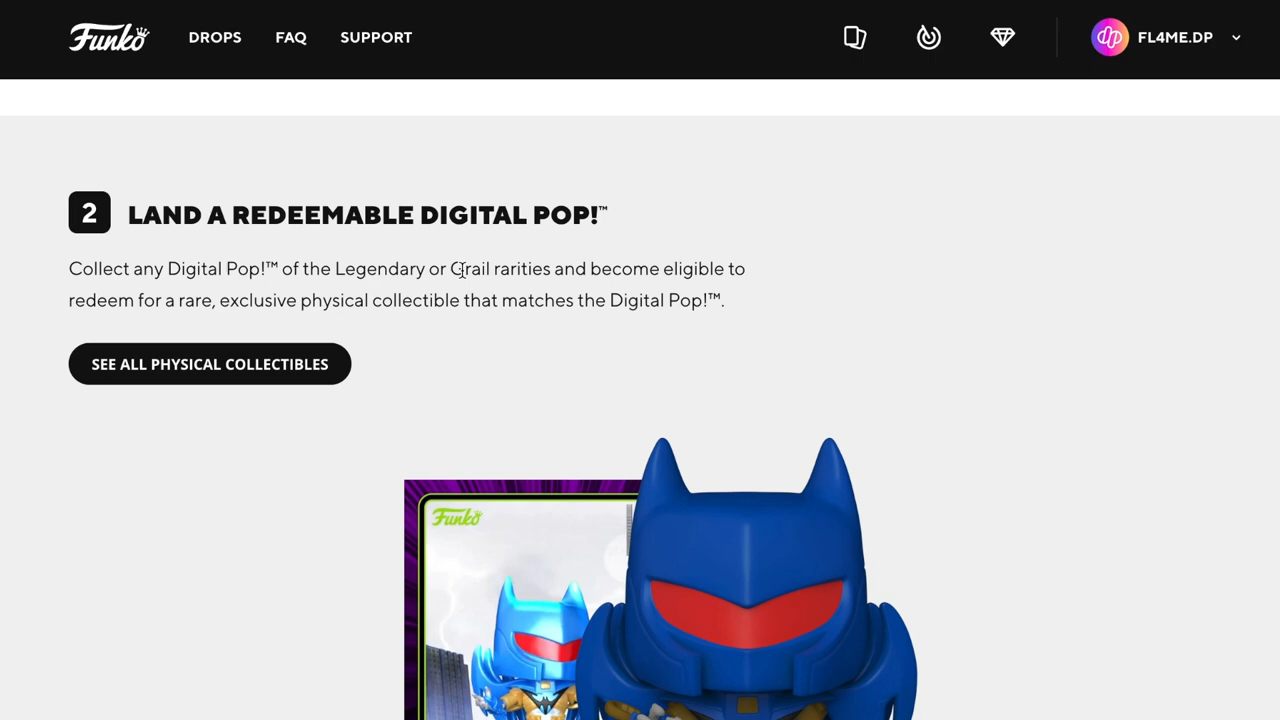 Funko
DROPS
FAQ
SUPPORT
dp
FL4ME.DP
2
LAND A REDEEMABLE DIGITAL POP!™
Collect any Digital Pop!™ of the Legendary or Grail rarities and become eligible to
redeem for a rare, exclusive physical collectible that matches the Digital Pop!™.
SEE ALL PHYSICAL COLLECTIBLES
Funko